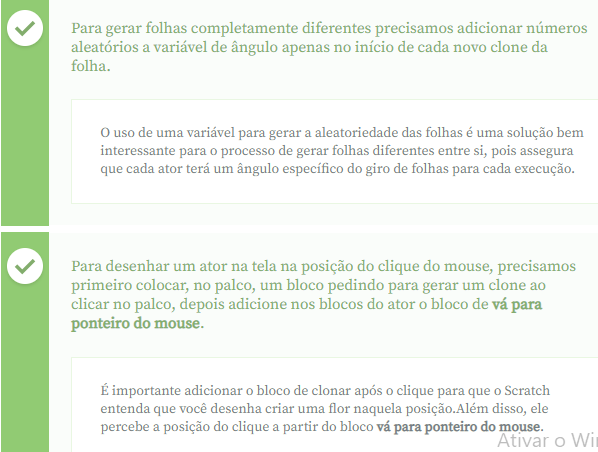 Para gerar folhas completamente diferentes precisamos adicionar números
aleatórios a variável de ângulo apenas no início de cada novo clone da
folha.
O uso de uma variável para gerar a aleatoriedade das folhas é uma solução bem
interessante para o processo de gerar folhas diferentes entre si, pois assegura
que cada ator terá um ângulo específico do giro de folhas para cada execução.
Para desenhar um ator na tela na posição do clique do mouse, precisamos
primeiro colocar, no palco, um bloco pedindo para gerar um clone ao
clicar no palco, depois adicione nos blocos do ator o bloco de vá para
ponteiro do mouse.
É importante adicionar o bloco de clonar após o clique para que o Scratch
entenda que você desenha criar uma flor naquela posição.Além disso, ele
percebe a posição do clique a partir do bloco vá para ponteiro do mouse.
Ativar o Win